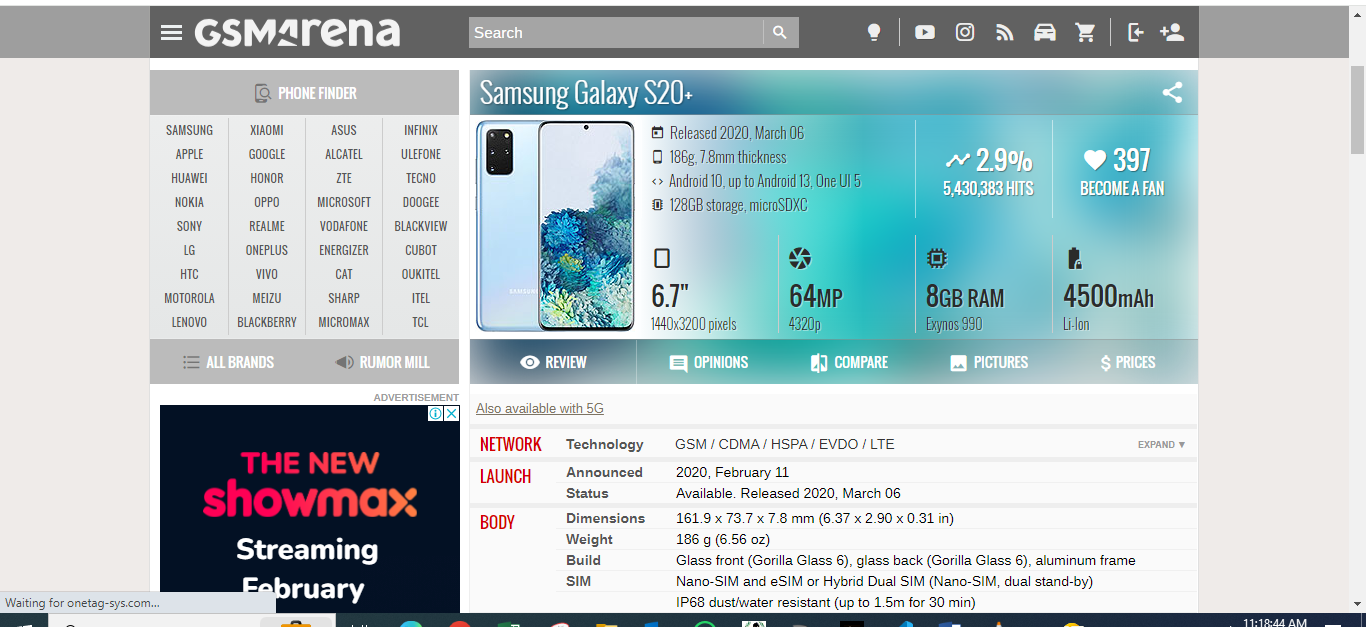 GSMArena
Search
PHONE FINDER
SAMSUNG XIAOMI ASUS INFINIX
APPLE GOOGLE ALCATEL ULEFONE
HUAWEI HONOR ZTE TECNO
NOKIA OPPO MICROSOFT DOOGEE
SONY REALME VODAFONE BLACKVIEW
LG ONEPLUS ENERGIZER CUBOT
HTC VIVO CAT OUKITEL
MOTOROLA MEIZU SHARP ITEL
LENOVO BLACKBERRY MICROMAX TCL
ALL BRANDS RUMOR MILL
Samsung Galaxy S20+
SAMSUNG
Released 2020, March 06
186g, 7.8mm thickness
Android 10, up to Android 13, One UI 5
128GB storage, microSDXC
2.9%
5,430,383 HITS
397
BECOME A FAN
6.7"
1440x3200 pixels
64MP
4320p
8GB RAM
Exynos 990
4500mAh
Li-Ion
REVIEW OPINIONS COMPARE PICTURES $ PRICES
ADVERTISEMENT
THE NEW
showmax
Streaming
February
Also available with 5G
NETWORK Technology GSM / CDMA / HSPA / EVDO / LTE EXPAND ▼
LAUNCH Announced 2020, February 11
Status Available. Released 2020, March 06
BODY Dimensions 161.9 x 73.7 x 7.8 mm (6.37 x 2.90 x 0.31 in)
Weight 186 g (6.56 oz)
Build Glass front (Gorilla Glass 6), glass back (Gorilla Glass 6), aluminum frame
SIM Nano-SIM and eSIM or Hybrid Dual SIM (Nano-SIM, dual stand-by)
IP68 dust/water resistant (up to 1.5m for 30 min)
Waiting for onetag-sys.com...
11:18:44 AM